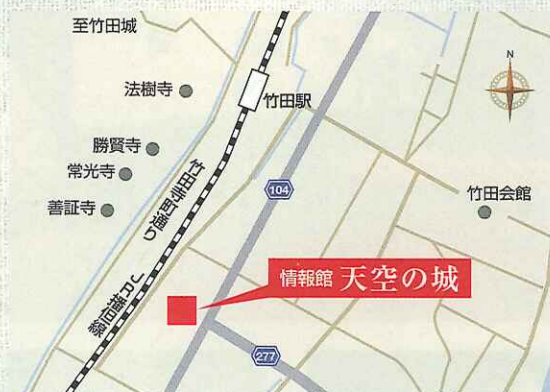 至竹田城
N
法樹寺
竹田駅
勝賢寺
常光寺
善証寺
竹田寺町通り
104
竹田会館
情報館 天空の城
JR播但線
277